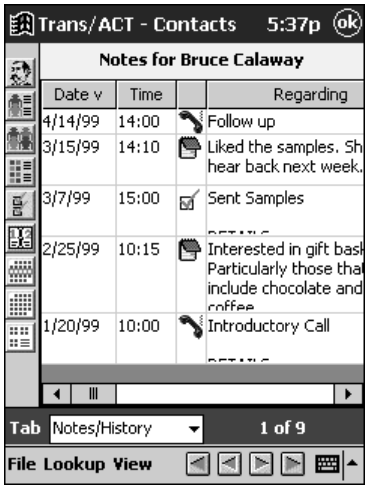 Trans/ACT - Contacts 5:37p ok
Notes for Bruce Calaway
Date v Time Regarding
4/14/99 14:00 Follow up
3/15/99 14:10 Liked the samples. Sh
hear back next week.
3/7/99 15:00 Sent Samples
DETAILS
2/25/99 10:15 Interested in gift bask
Particularly those that
include chocolate and
coffee
1/20/99 10:00 Introductory Call
DETAILS
Tab Notes/History 1 of 9
File Lookup View